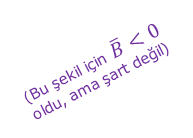 (Bu şekil için B̅ < 0
oldu, ama şart değil)